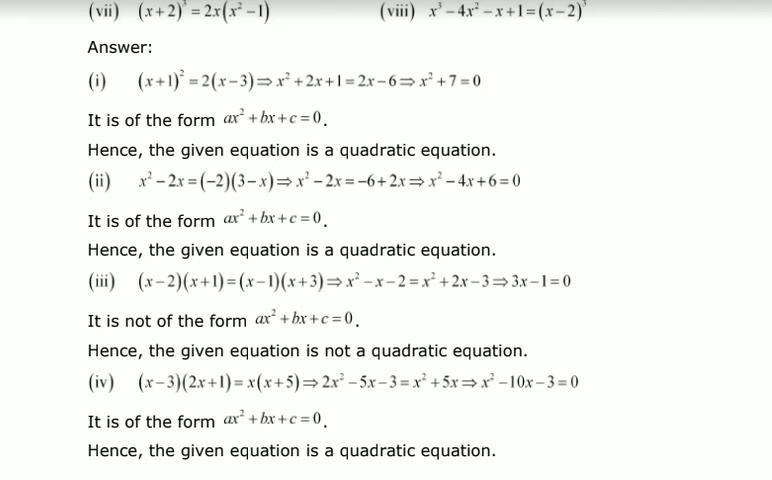 (vii) (x+2)³ = 2x(x²−1) (viii) x³−4x²−x+1=(x−2)³
Answer:
(i) (x+1)² = 2(x−3) ⇒ x²+2x+1 = 2x−6 ⇒ x²+7 = 0
It is of the form ax²+bx+c=0.
Hence, the given equation is a quadratic equation.
(ii) x²−2x = (−2)(3−x) ⇒ x²−2x = −6+2x ⇒ x²−4x+6 = 0
It is of the form ax²+bx+c=0.
Hence, the given equation is a quadratic equation.
(iii) (x−2)(x+1) = (x−1)(x+3) ⇒ x²−x−2 = x²+2x−3 ⇒ 3x−1=0
It is not of the form ax²+bx+c=0.
Hence, the given equation is not a quadratic equation.
(iv) (x−3)(2x+1) = x(x+5) ⇒ 2x²−5x−3 = x²+5x ⇒ x²−10x−3=0
It is of the form ax²+bx+c=0.
Hence, the given equation is a quadratic equation.